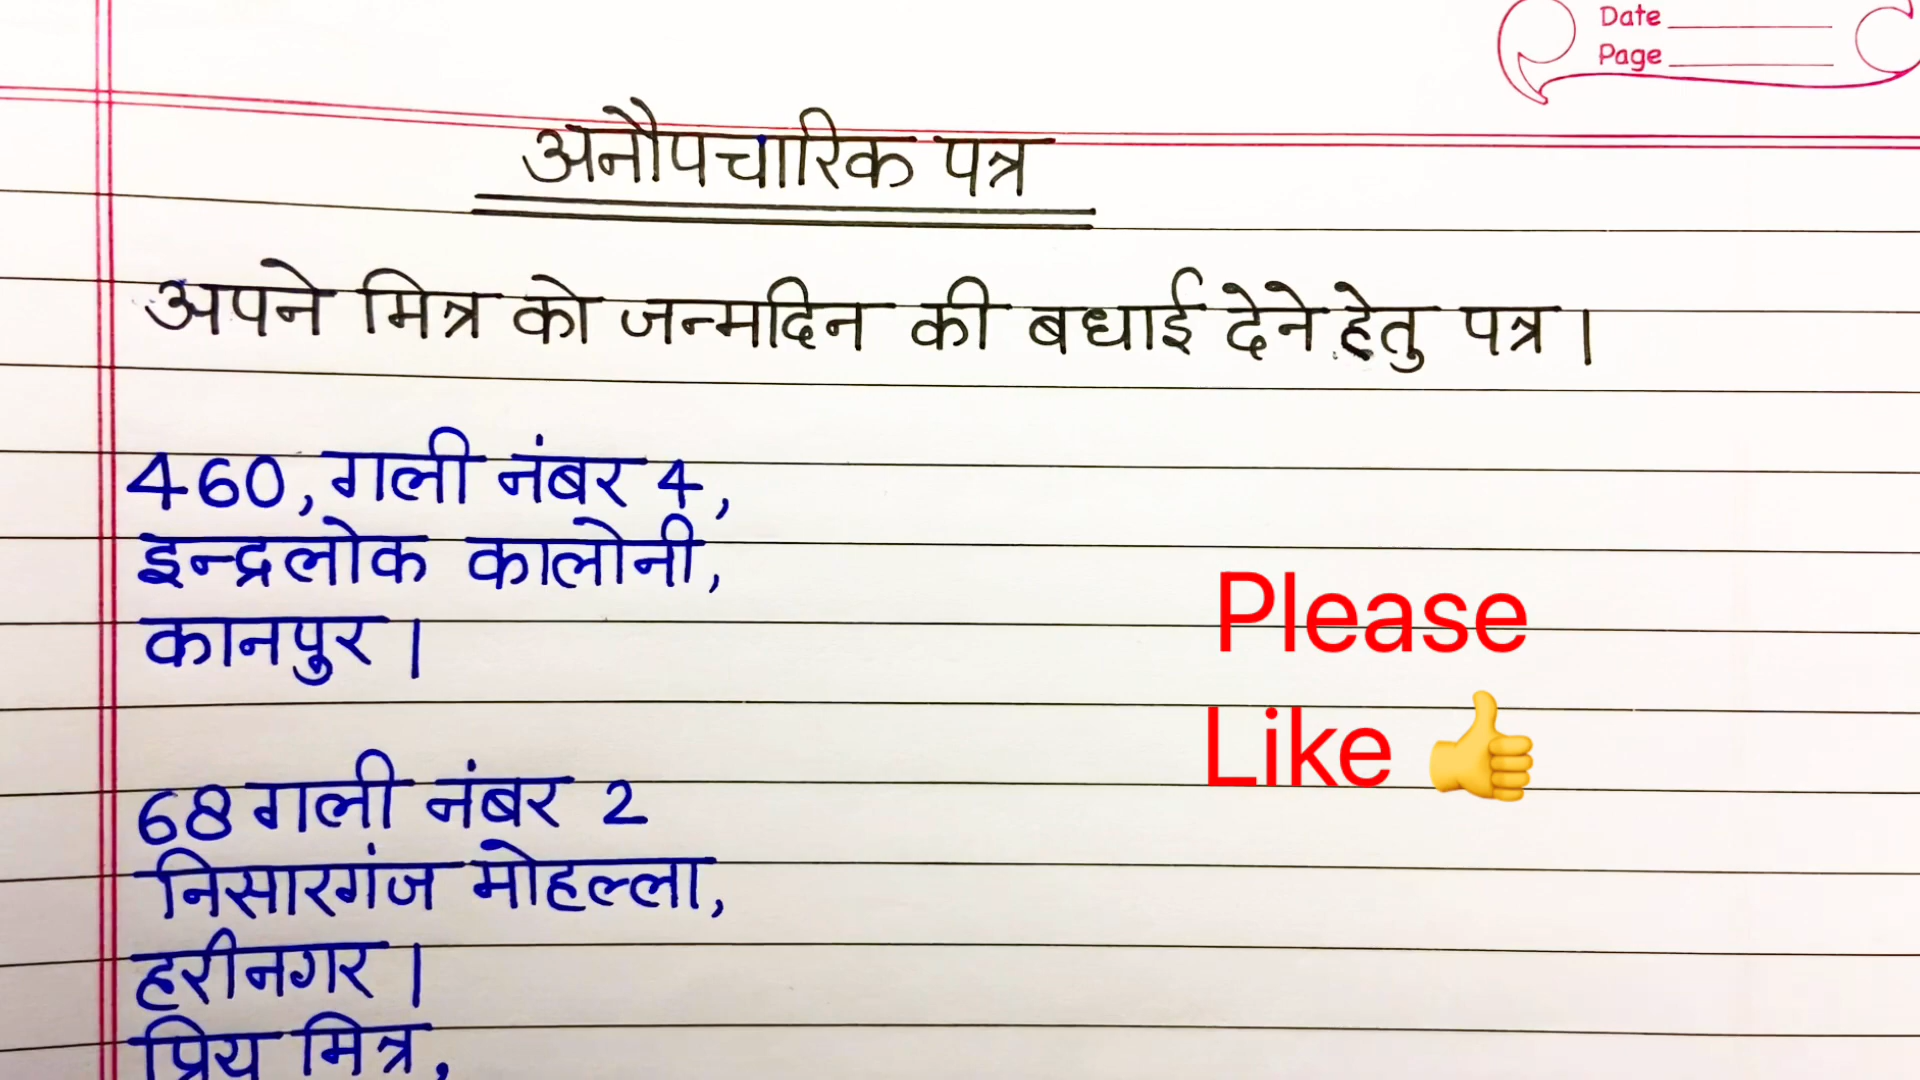 Date
Page
अनौपचारिक पत्र
अपने मित्र को जन्मदिन की बधाई देने हेतु पत्र।
460, गली नंबर 4,
इन्द्रलोक कालोनी,
कानपुर।
Please
Like 👍
68 गली नंबर 2
निसारगंज मोहल्ला,
हरीनगर।
प्रिय मित्र,